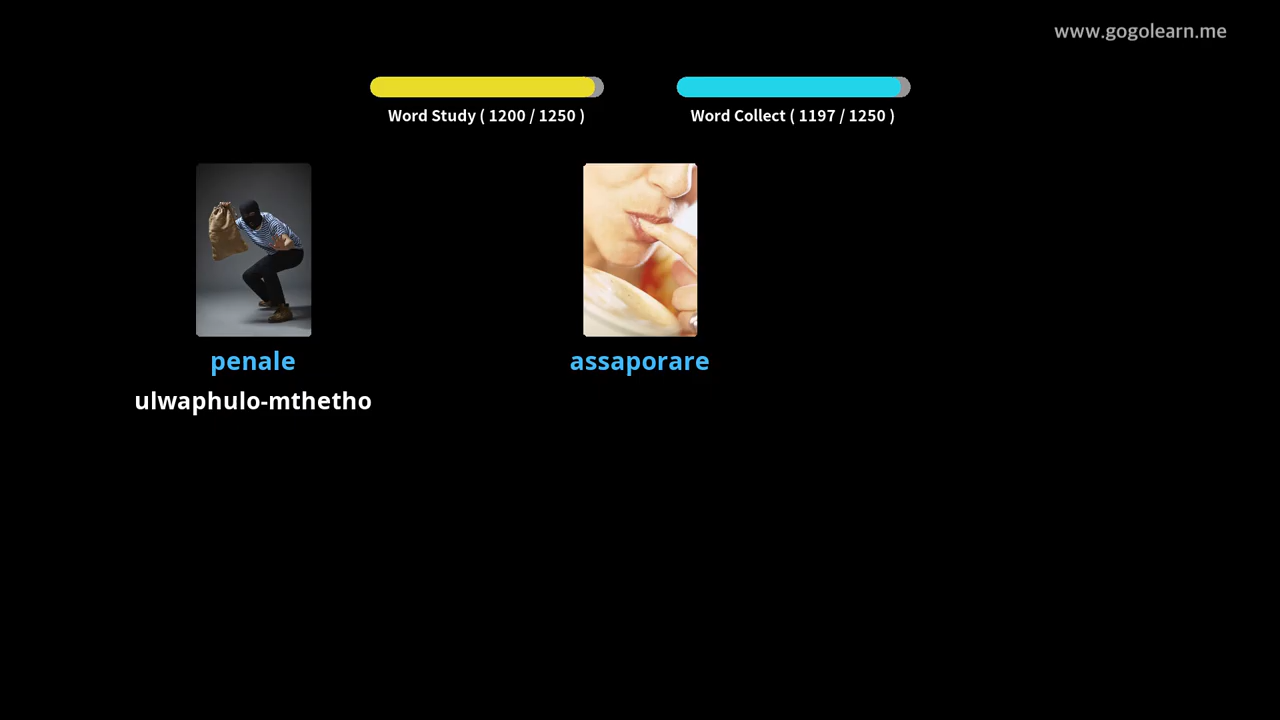 www.gogolearn.me
Word Study ( 1200 / 1250 )
Word Collect ( 1197 / 1250 )
penale
ulwaphulo-mthetho
assaporare